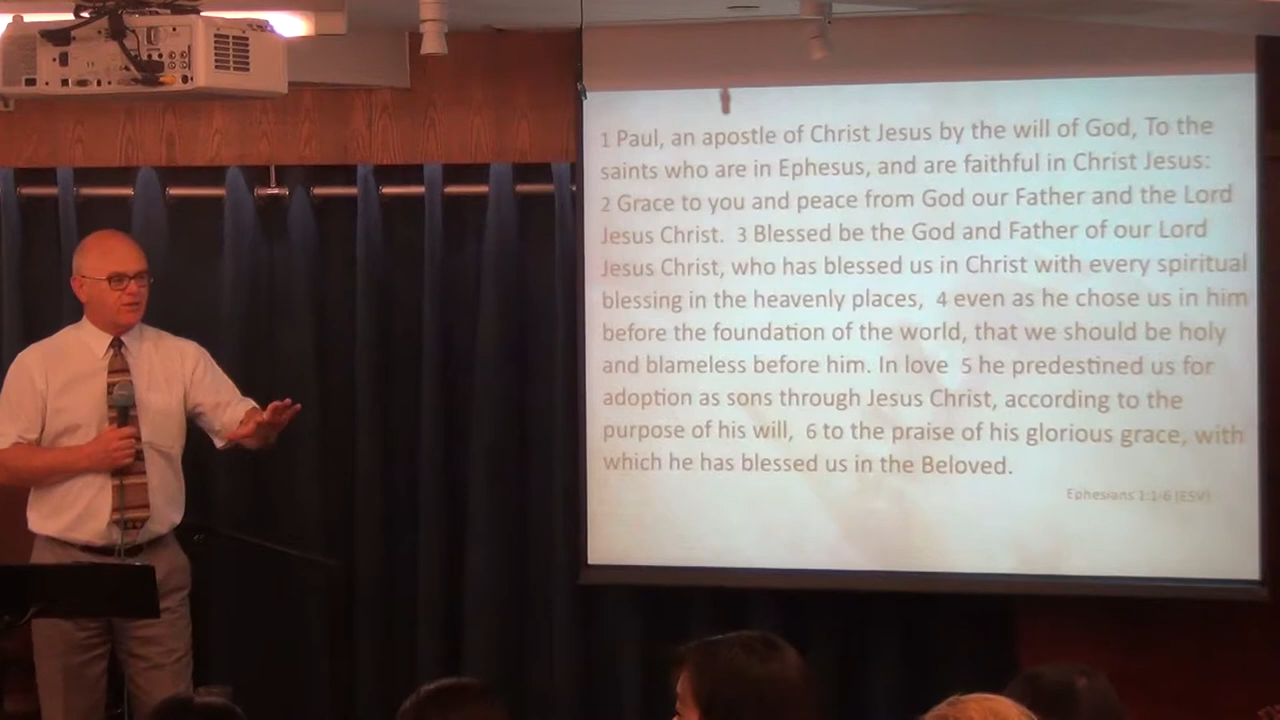 1 Paul, an apostle of Christ Jesus by the will of God, To the
saints who are in Ephesus, and are faithful in Christ Jesus:
2 Grace to you and peace from God our Father and the Lord
Jesus Christ. 3 Blessed be the God and Father of our Lord
Jesus Christ, who has blessed us in Christ with every spiritual
blessing in the heavenly places, 4 even as he chose us in him
before the foundation of the world, that we should be holy
and blameless before him. In love 5 he predestined us for
adoption as sons through Jesus Christ, according to the
purpose of his will, 6 to the praise of his glorious grace, with
which he has blessed us in the Beloved.
Ephesians 1:1-6 (ESV)